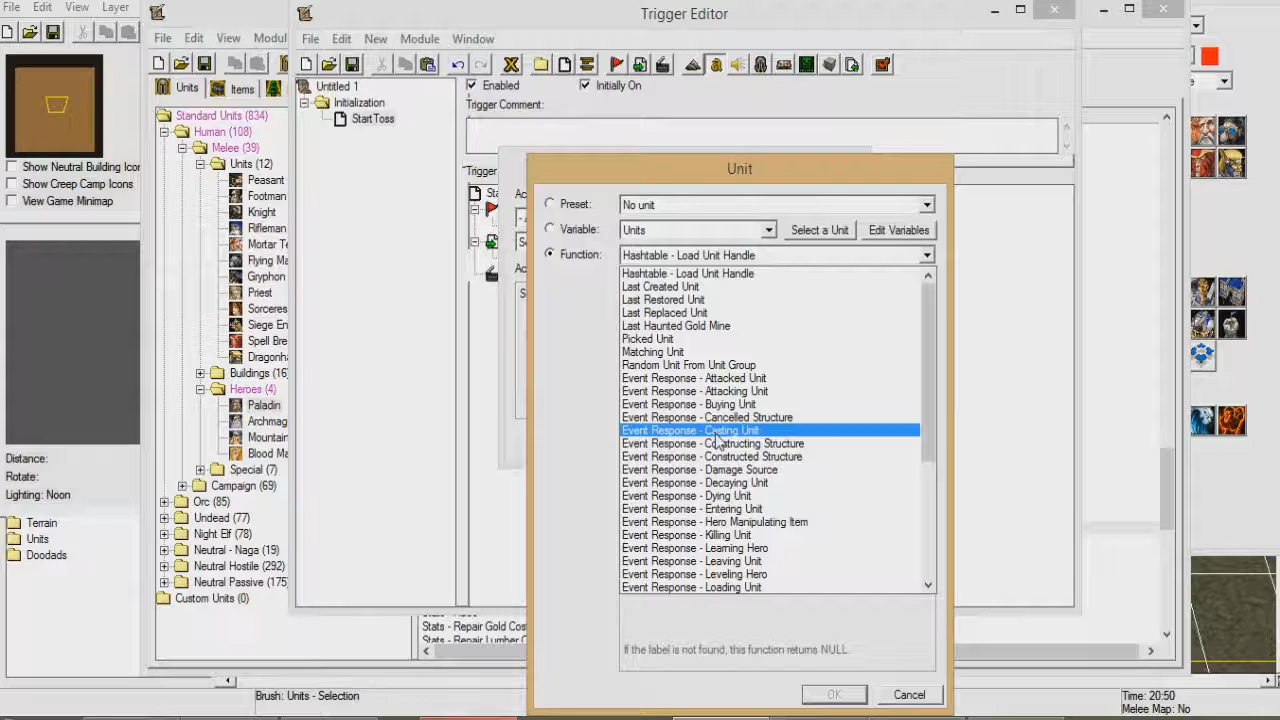 File Edit View Layer
Show Neutral Building Icon
Show Creep Camp Icons
View Game Minimap
Distance:
Rotate:
Lighting: Noon
Terrain
Units
Doodads
File Edit View Modul
Units Items
Standard Units (834)
Human (108)
Melee (39)
Units (12)
Peasant
Footman
Knight
Rifleman
Mortar Te
Flying Ma
Gryphon
Priest
Sorceres
Siege En
Spell Bre
Dragonha
Buildings (16)
Heroes (4)
Paladin
Archmag
Mountain
Blood Ma
Special (7)
Campaign (69)
Orc (85)
Undead (77)
Night Elf (78)
Neutral - Naga (19)
Neutral Hostile (292)
Neutral Passive (175)
Custom Units (0)
Stats - Repair Gold Cos
Stats - Repair Lumber C
Brush: Units - Selection
Time: 20:50
Melee Map: No
Trigger Editor
File Edit New Module Window
Untitled 1
Initialization
StartToss
Enabled Initially On
Trigger Comment:
Trigger
Sta
Unit
Preset: No unit
Variable: Units Select a Unit Edit Variables
Function: Hashtable - Load Unit Handle
Hashtable - Load Unit Handle
Last Created Unit
Last Restored Unit
Last Replaced Unit
Last Haunted Gold Mine
Picked Unit
Matching Unit
Random Unit From Unit Group
Event Response - Attacked Unit
Event Response - Attacking Unit
Event Response - Buying Unit
Event Response - Cancelled Structure
Event Response - Casting Unit
Event Response - Constructing Structure
Event Response - Constructed Structure
Event Response - Damage Source
Event Response - Decaying Unit
Event Response - Dying Unit
Event Response - Entering Unit
Event Response - Hero Manipulating Item
Event Response - Killing Unit
Event Response - Learning Hero
Event Response - Leaving Unit
Event Response - Leveling Hero
Event Response - Loading Unit
If the label is not found, this function returns NULL.
OK Cancel